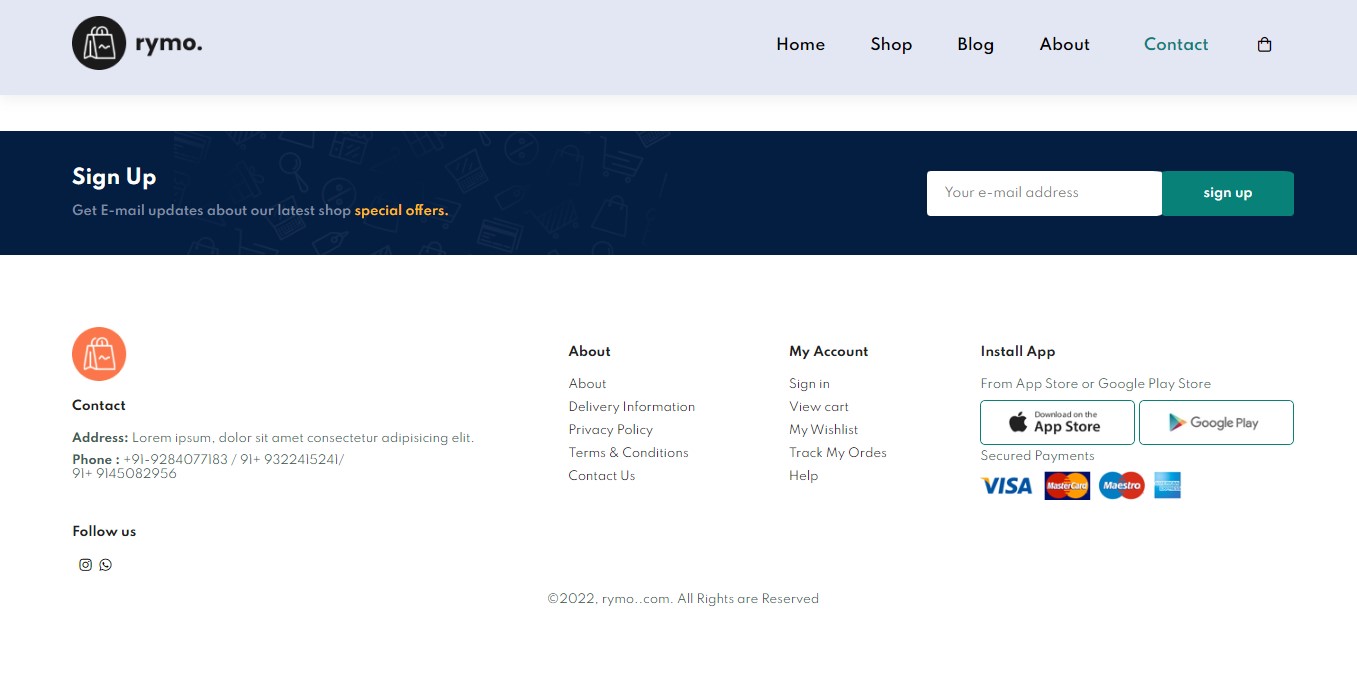 rymo.
Home Shop Blog About Contact
Sign Up
Get E-mail updates about our latest shop special offers.
Your e-mail address
sign up
Contact
Address: Lorem ipsum, dolor sit amet consectetur adipisicing elit.
Phone : +91-9284077183 / 91+ 9322415241/
91+ 9145082956
Follow us
About
About
Delivery Information
Privacy Policy
Terms & Conditions
Contact Us
My Account
Sign in
View cart
My Wishlist
Track My Ordes
Help
Install App
From App Store or Google Play Store
Download on the
App Store
Google Play
Secured Payments
VISA MasterCard Maestro AMERICAN EXPRESS
©2022, rymo..com. All Rights are Reserved